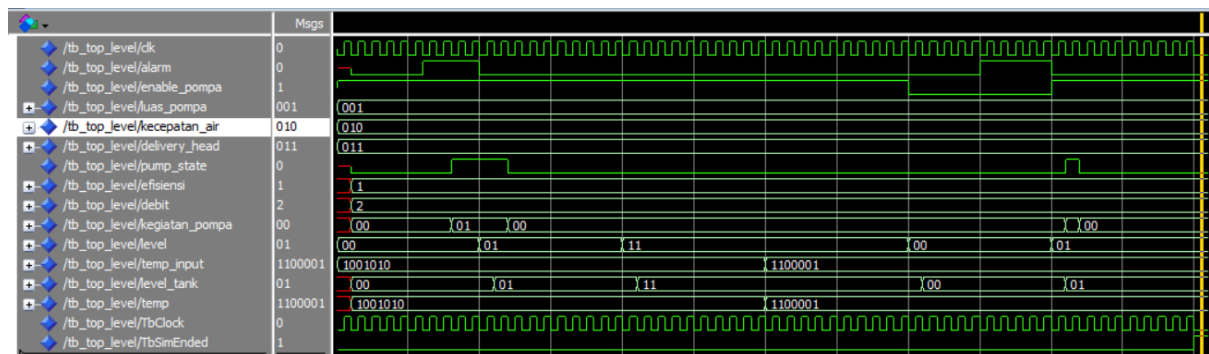 Msgs
/tb_top_level/clk 0
/tb_top_level/alarm 0
/tb_top_level/enable_pompa 1
/tb_top_level/luas_pompa 001 001
/tb_top_level/kecepatan_air 010 010
/tb_top_level/delivery_head 011 011
/tb_top_level/pump_state 0
/tb_top_level/efisiensi 1 1
/tb_top_level/debit 2 2
/tb_top_level/kegiatan_pompa 00 00 01 00 00
/tb_top_level/level 01 00 01 11 00 01
/tb_top_level/temp_input 1100001 1001010 1100001
/tb_top_level/level_tank 01 00 01 11 00 01
/tb_top_level/temp 1100001 1001010 1100001
/tb_top_level/TbClock 0
/tb_top_level/TbSimEnded 1